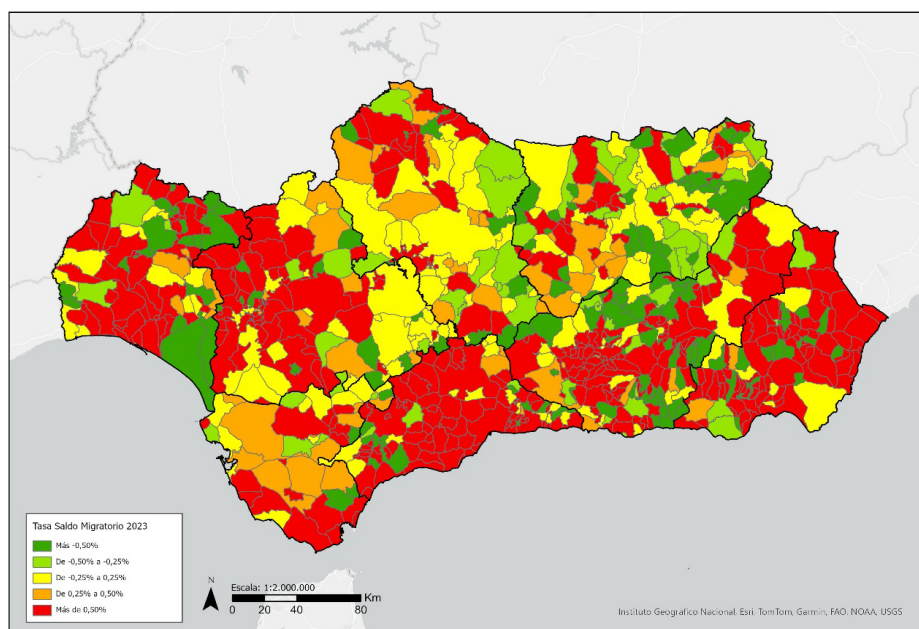 Tasa Saldo Migratorio 2023
Más -0,50%
De -0,50% a -0,25%
De -0,25% a 0,25%
De 0,25% a 0,50%
Más de 0,50%
N
Escala: 1:2.000.000
Km
0 20 40 80
Instituto Geografico Nacional, Esri, TomTom, Garmin, FAO, NOAA, USGS